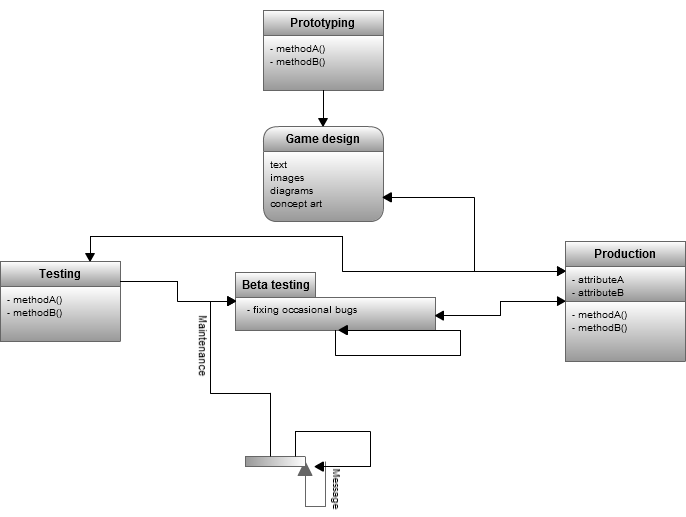 Prototyping
- methodA()
- methodB()
Game design
text
images
diagrams
concept art
Testing
- methodA()
- methodB()
Beta testing
- fixing occasional bugs
Production
- attributeA
- attributeB
- methodA()
- methodB()
Maintenance
Message